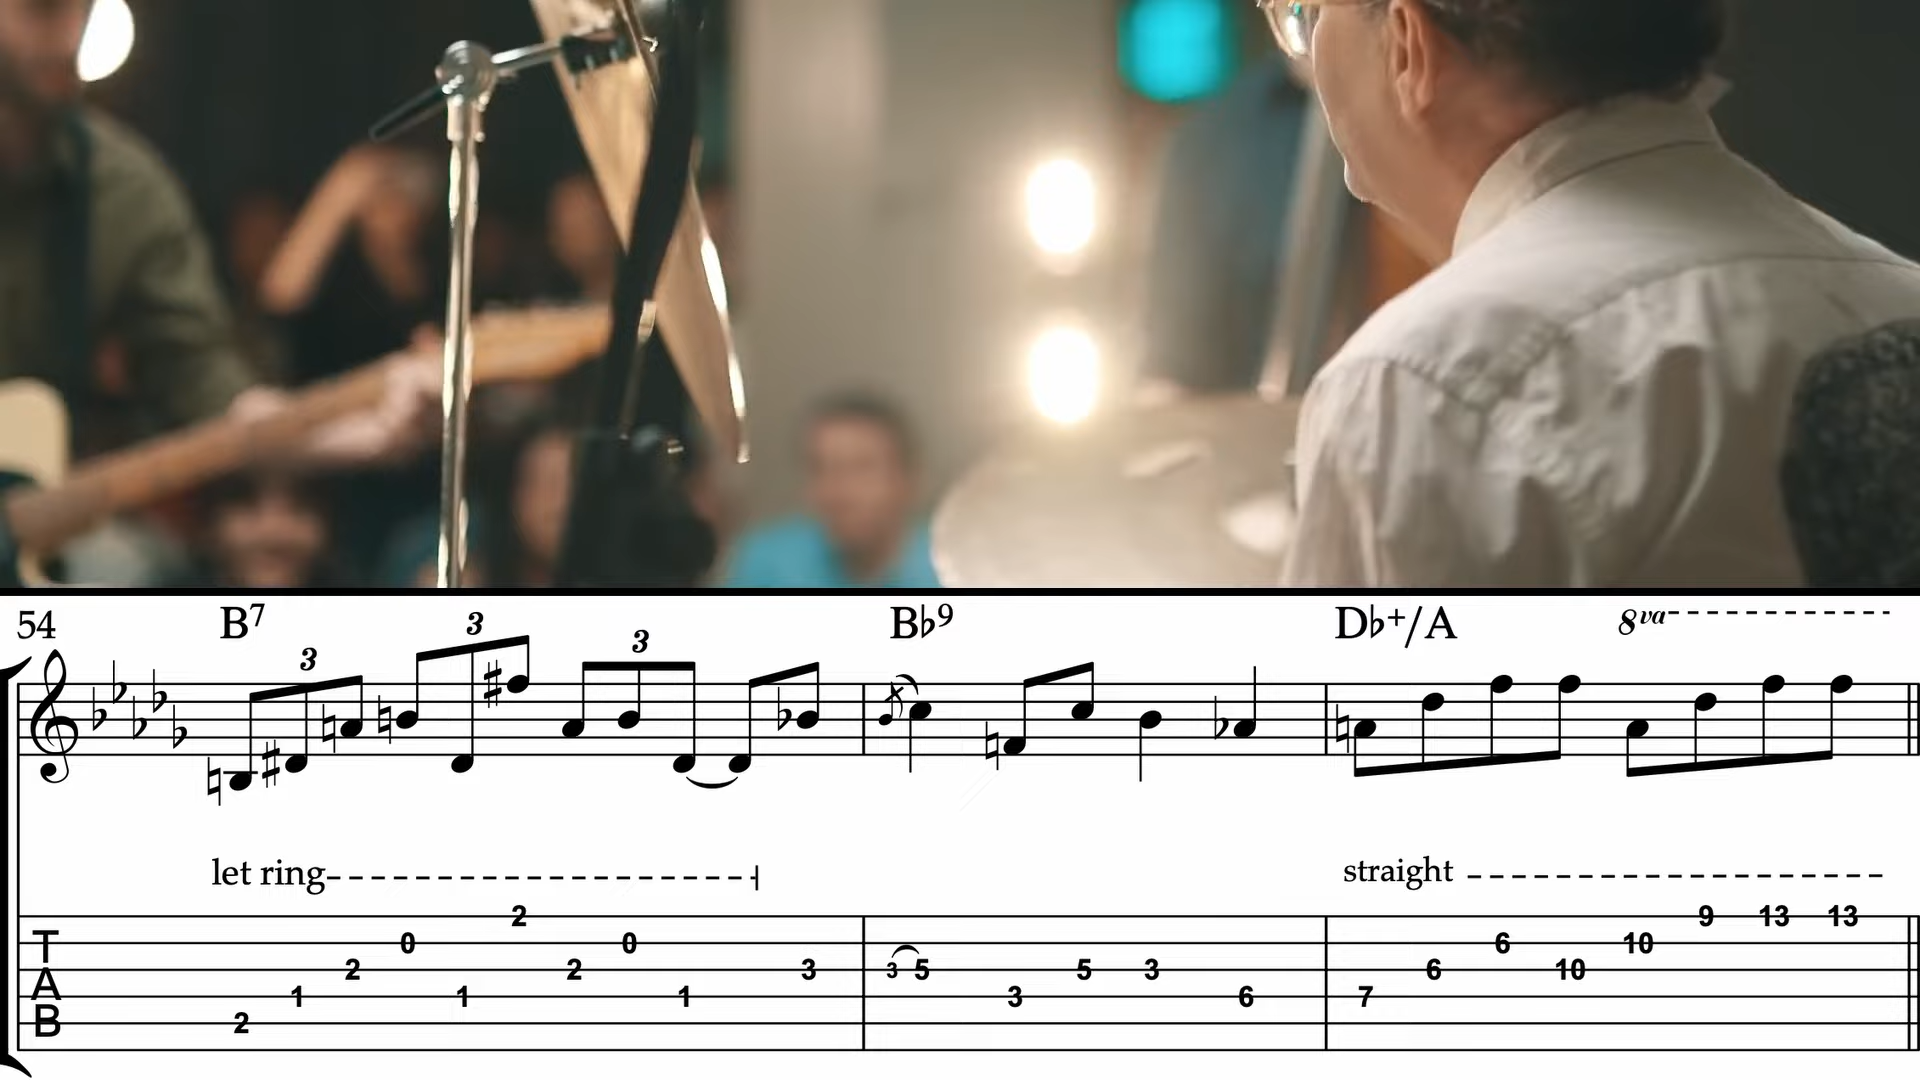 54 B7 Bb9 Db+/A 8va
3 3 3
let ring straight
T
A
B
2 9 13 13
0 0 6 10
2 2 3 3 5 5 3 6 10
1 1 1 3 6 7
2